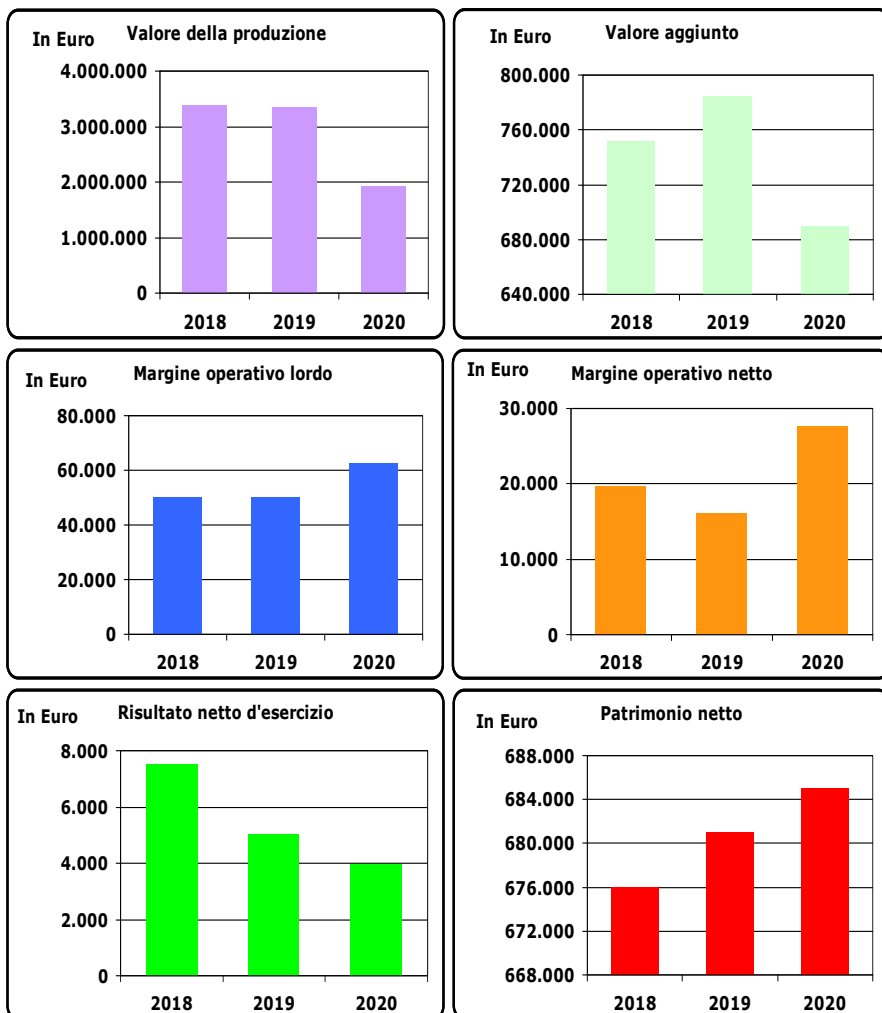 In Euro
Valore della produzione
4.000.000
3.000.000
2.000.000
1.000.000
0
2018 2019 2020
In Euro
Valore aggiunto
800.000
760.000
720.000
680.000
640.000
2018 2019 2020
In Euro
Margine operativo lordo
80.000
60.000
40.000
20.000
0
2018 2019 2020
In Euro
Margine operativo netto
30.000
20.000
10.000
0
2018 2019 2020
In Euro
Risultato netto d'esercizio
8.000
6.000
4.000
2.000
0
2018 2019 2020
In Euro
Patrimonio netto
688.000
684.000
680.000
676.000
672.000
668.000
2018 2019 2020